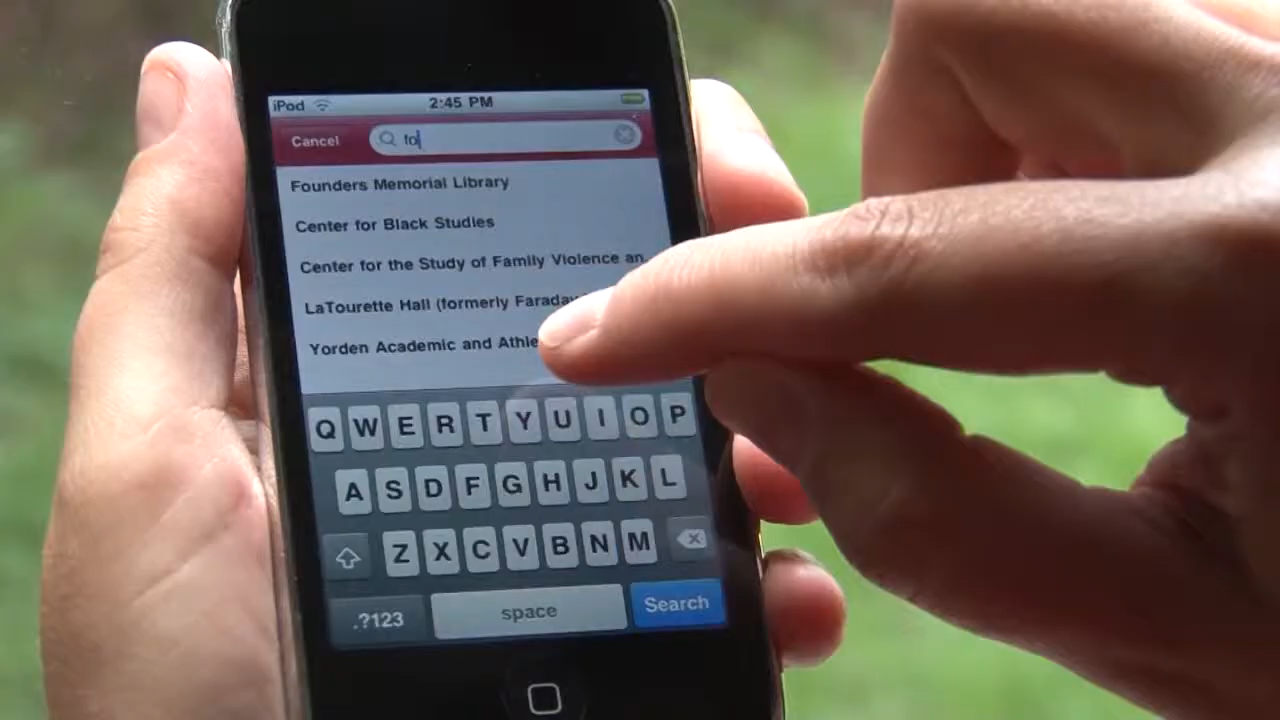 iPod 2:45 PM
Cancel fo
Founders Memorial Library
Center for Black Studies
Center for the Study of Family Violence an
LaTourette Hall (formerly Faraday
Yorden Academic and Athle
Q W E R T Y U I O P
A S D F G H J K L
Z X C V B N M
.?123 space Search